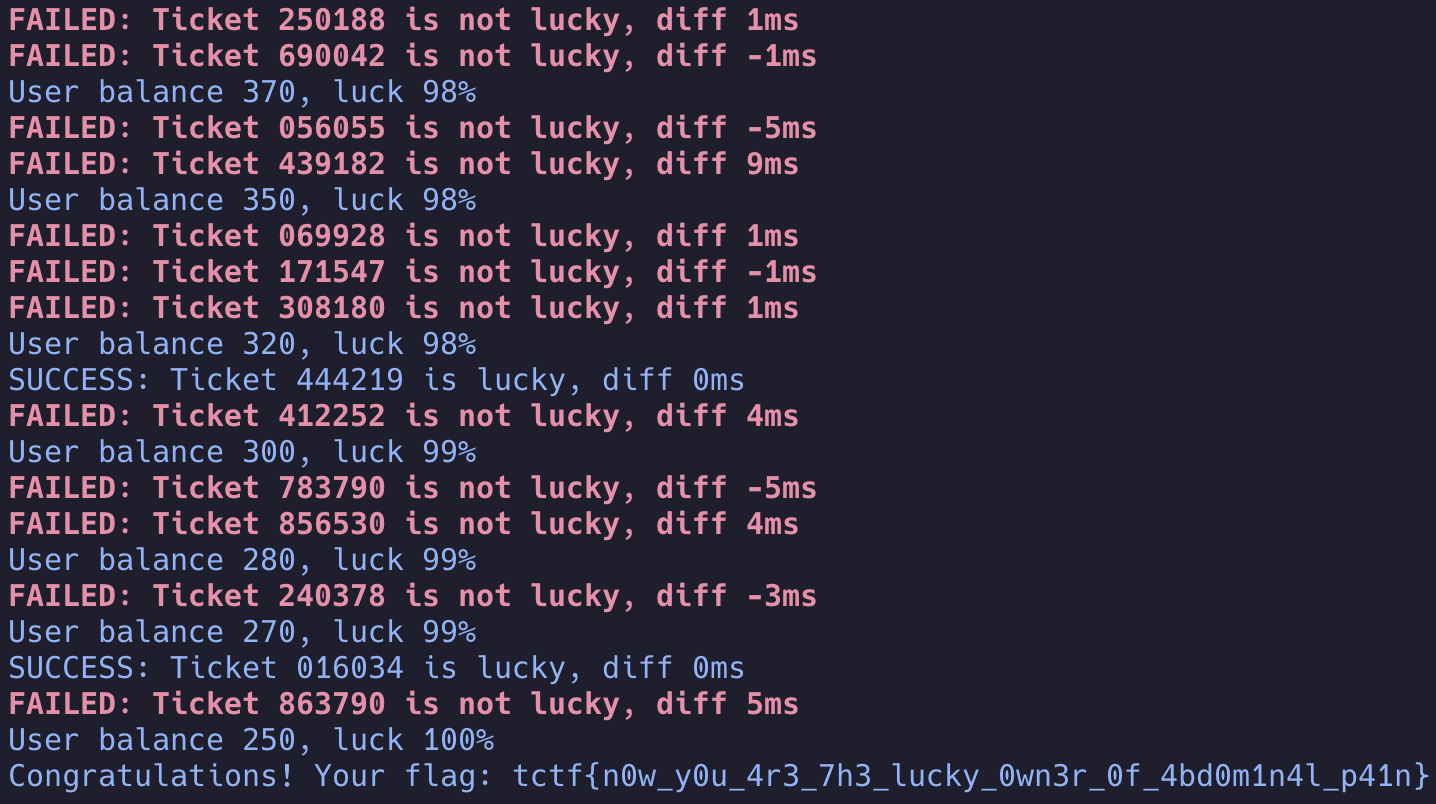 FAILED: Ticket 250188 is not lucky, diff 1ms
FAILED: Ticket 690042 is not lucky, diff -1ms
User balance 370, luck 98%
FAILED: Ticket 056055 is not lucky, diff -5ms
FAILED: Ticket 439182 is not lucky, diff 9ms
User balance 350, luck 98%
FAILED: Ticket 069928 is not lucky, diff 1ms
FAILED: Ticket 171547 is not lucky, diff -1ms
FAILED: Ticket 308180 is not lucky, diff 1ms
User balance 320, luck 98%
SUCCESS: Ticket 444219 is lucky, diff 0ms
FAILED: Ticket 412252 is not lucky, diff 4ms
User balance 300, luck 99%
FAILED: Ticket 783790 is not lucky, diff -5ms
FAILED: Ticket 856530 is not lucky, diff 4ms
User balance 280, luck 99%
FAILED: Ticket 240378 is not lucky, diff -3ms
User balance 270, luck 99%
SUCCESS: Ticket 016034 is lucky, diff 0ms
FAILED: Ticket 863790 is not lucky, diff 5ms
User balance 250, luck 100%
Congratulations! Your flag: tctf{n0w_y0u_4r3_7h3_lucky_0wn3r_0f_4bd0m1n4l_p41n}